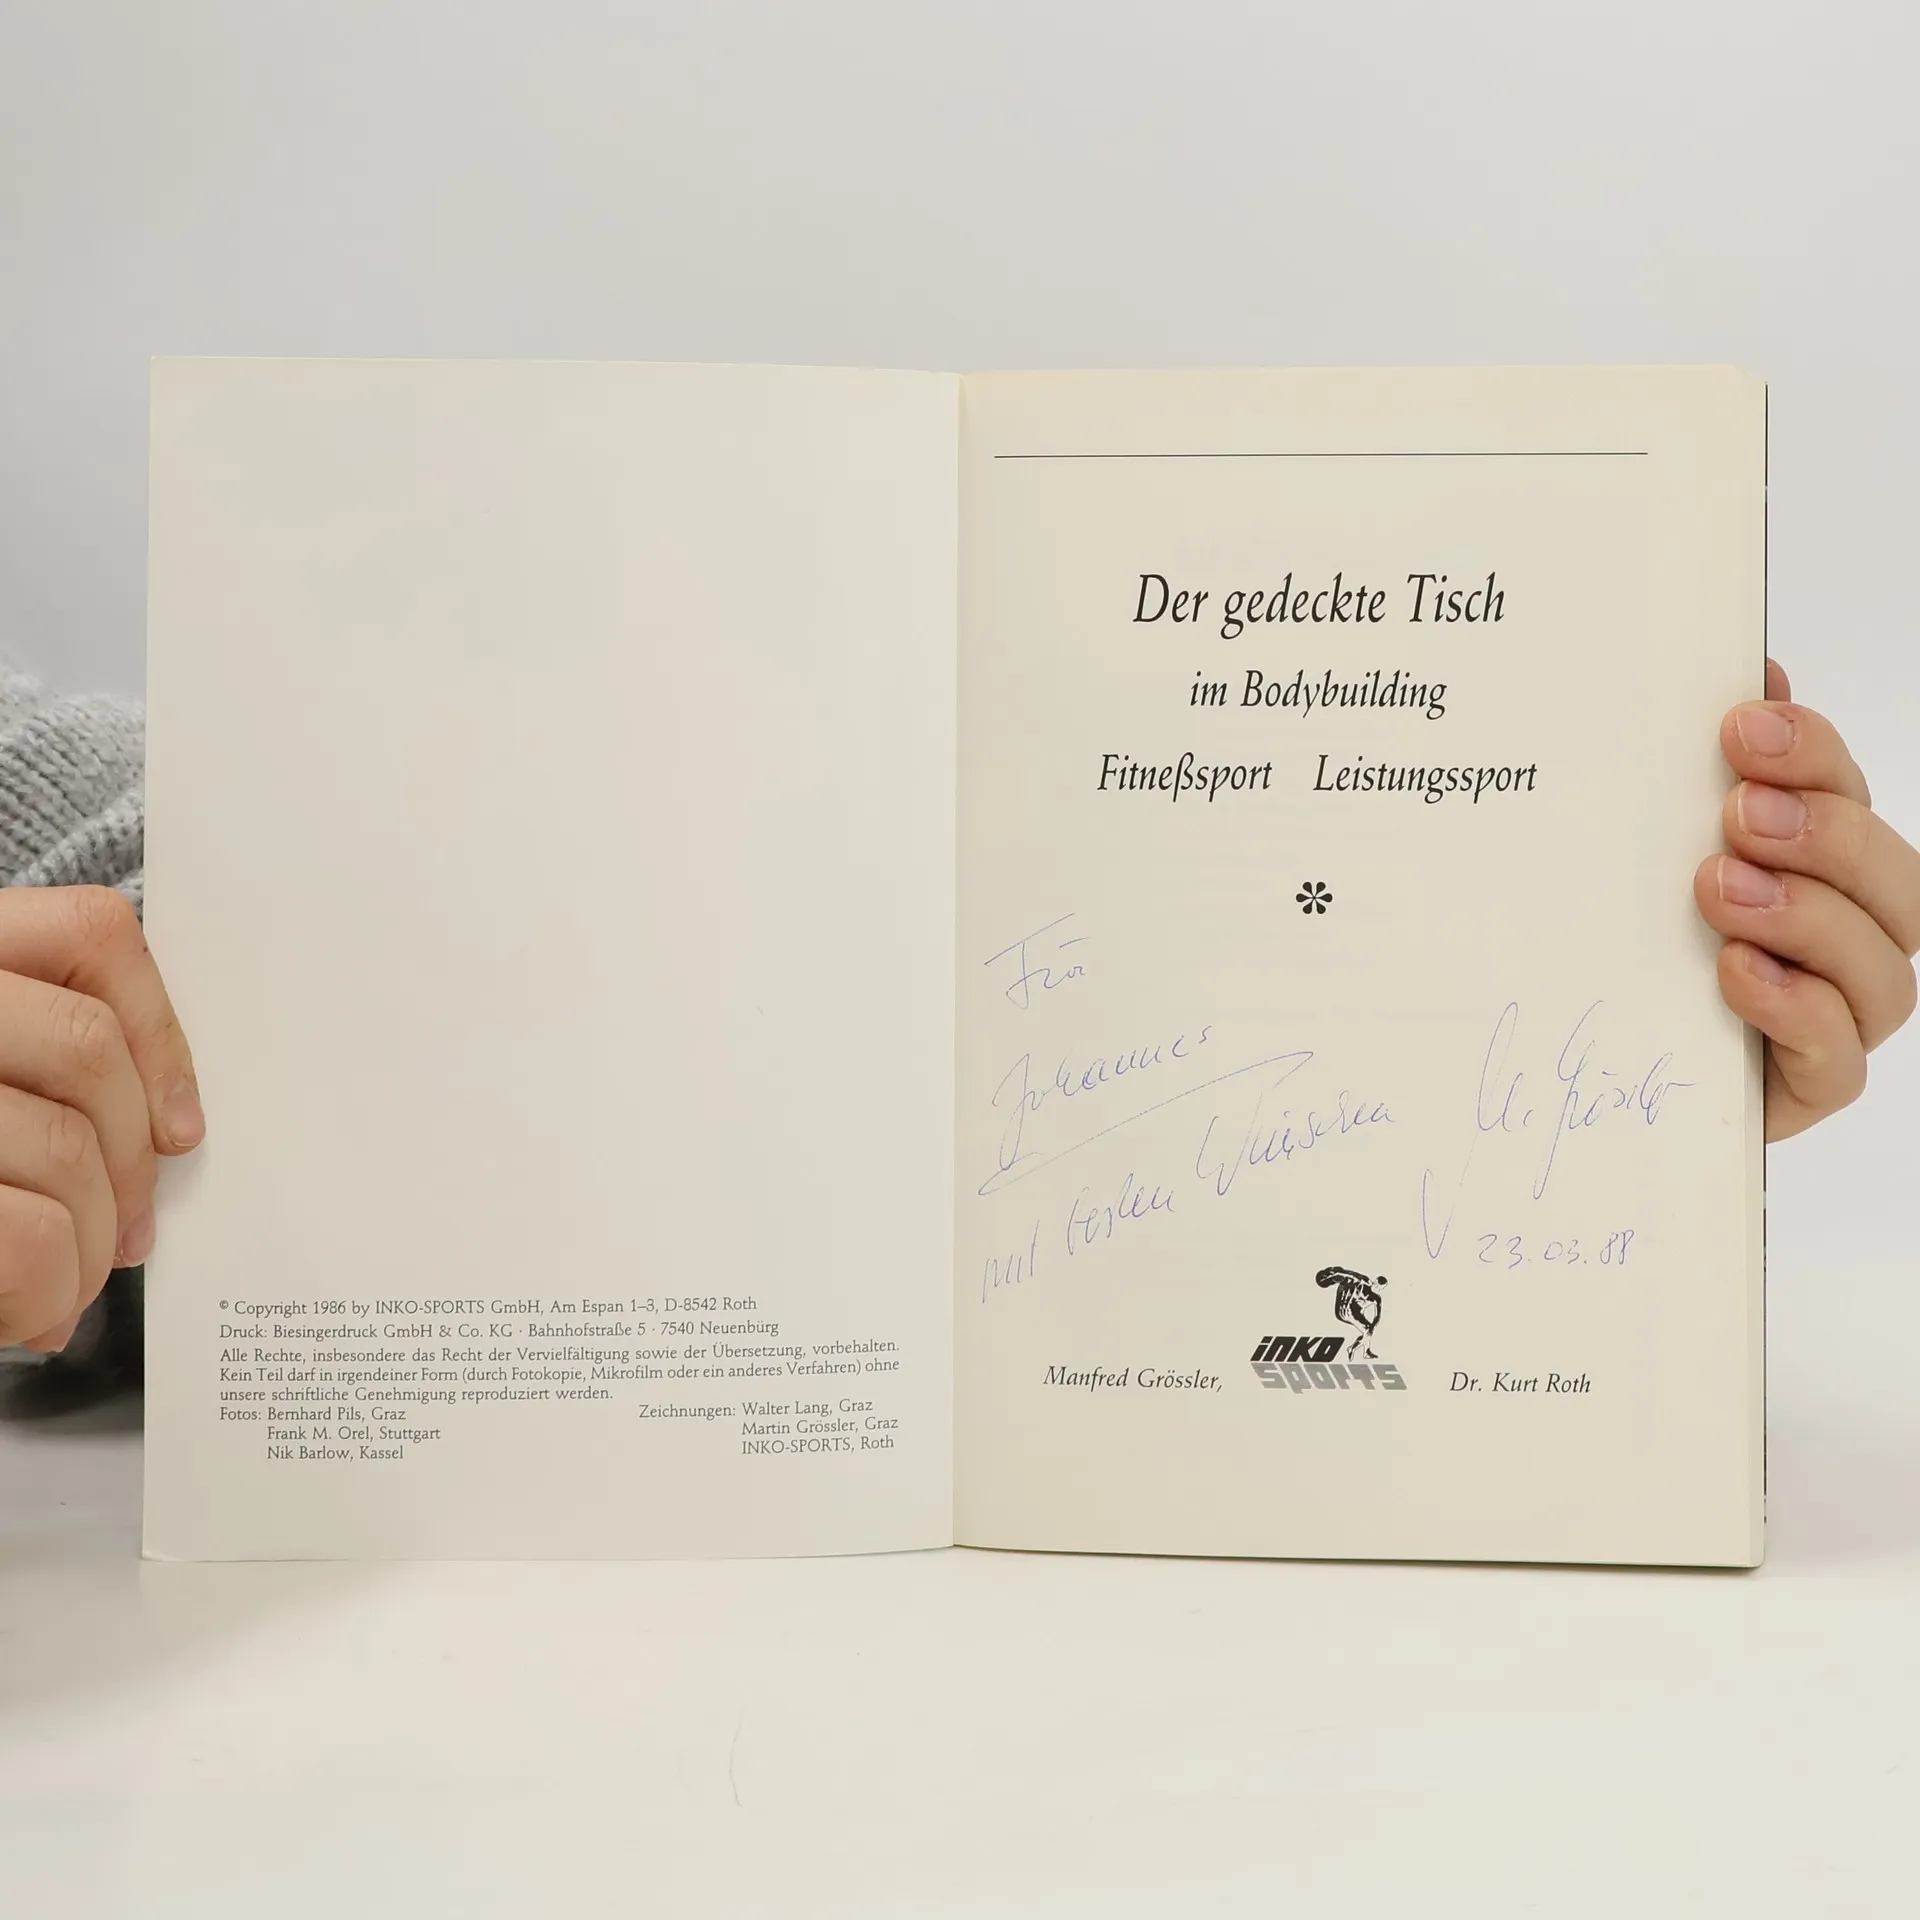 © Copyright 1986 by INKO-SPORTS GmbH, Am Espan 1–3, D-8542 Roth
Druck: Biesingerdruck GmbH & Co. KG · Bahnhofstraße 5 · 7540 Neuenbürg
Alle Rechte, insbesondere das Recht der Vervielfältigung sowie der Übersetzung, vorbehalten.
Kein Teil darf in irgendeiner Form (durch Fotokopie, Mikrofilm oder ein anderes Verfahren) ohne
unsere schriftliche Genehmigung reproduziert werden.
Fotos: Bernhard Pils, Graz
Frank M. Orel, Stuttgart
Nik Barlow, Kassel
Zeichnungen: Walter Lang, Graz
Martin Grössler, Graz
INKO-SPORTS, Roth
Der gedeckte Tisch
im Bodybuilding
Fitneßsport Leistungssport
*
Für
Johannes
mit besten Wünschen
M. Grössler
23.03.88
INKO
SPORTS
Manfred Grössler, Dr. Kurt Roth